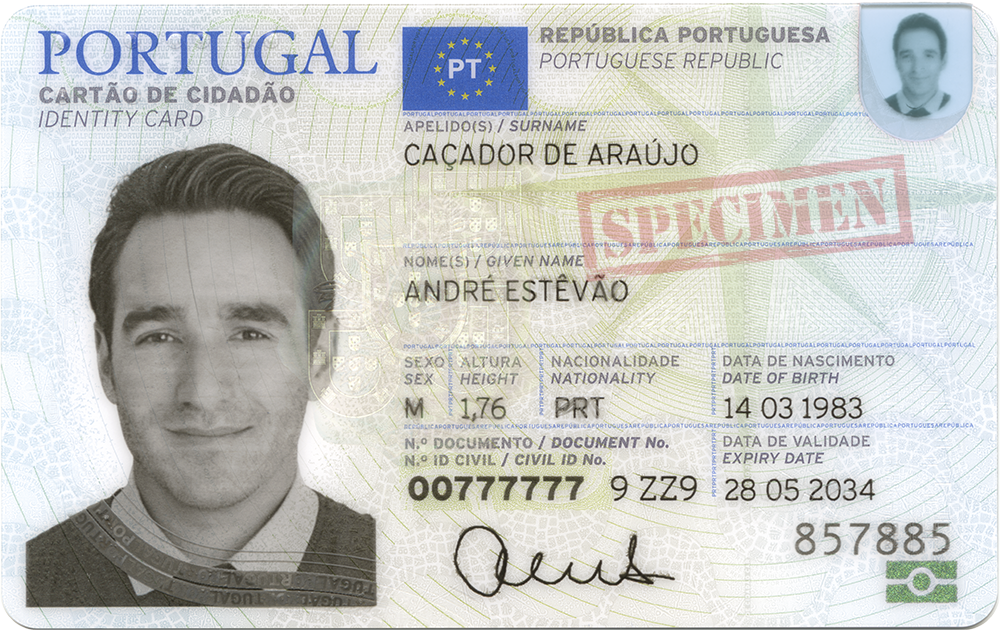 PORTUGAL
CARTÃO DE CIDADÃO
IDENTITY CARD
PT
REPÚBLICA PORTUGUESA
PORTUGUESE REPUBLIC
APELIDO(S) / SURNAME
CAÇADOR DE ARAÚJO
SPECIMEN
NOME(S) / GIVEN NAME
ANDRÉ ESTÊVÃO
SEXO ALTURA NACIONALIDADE DATA DE NASCIMENTO
SEX HEIGHT NATIONALITY DATE OF BIRTH
M 1,76 PRT 14 03 1983
N.º DOCUMENTO / DOCUMENT No. DATA DE VALIDADE
N.º ID CIVIL / CIVIL ID No. EXPIRY DATE
00777777 9 ZZ9 28 05 2034
857885